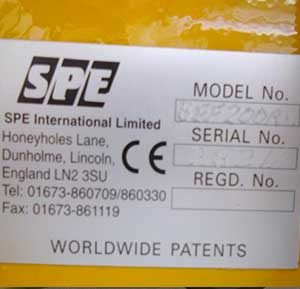 SPE
SPE International Limited
Honeyholes Lane,
Dunholme, Lincoln,
England LN2 3SU
Tel: 01673-860709/860330
Fax: 01673-861119
CE
MODEL No.
SERIAL No.
REGD. No.
WORLDWIDE PATENTS